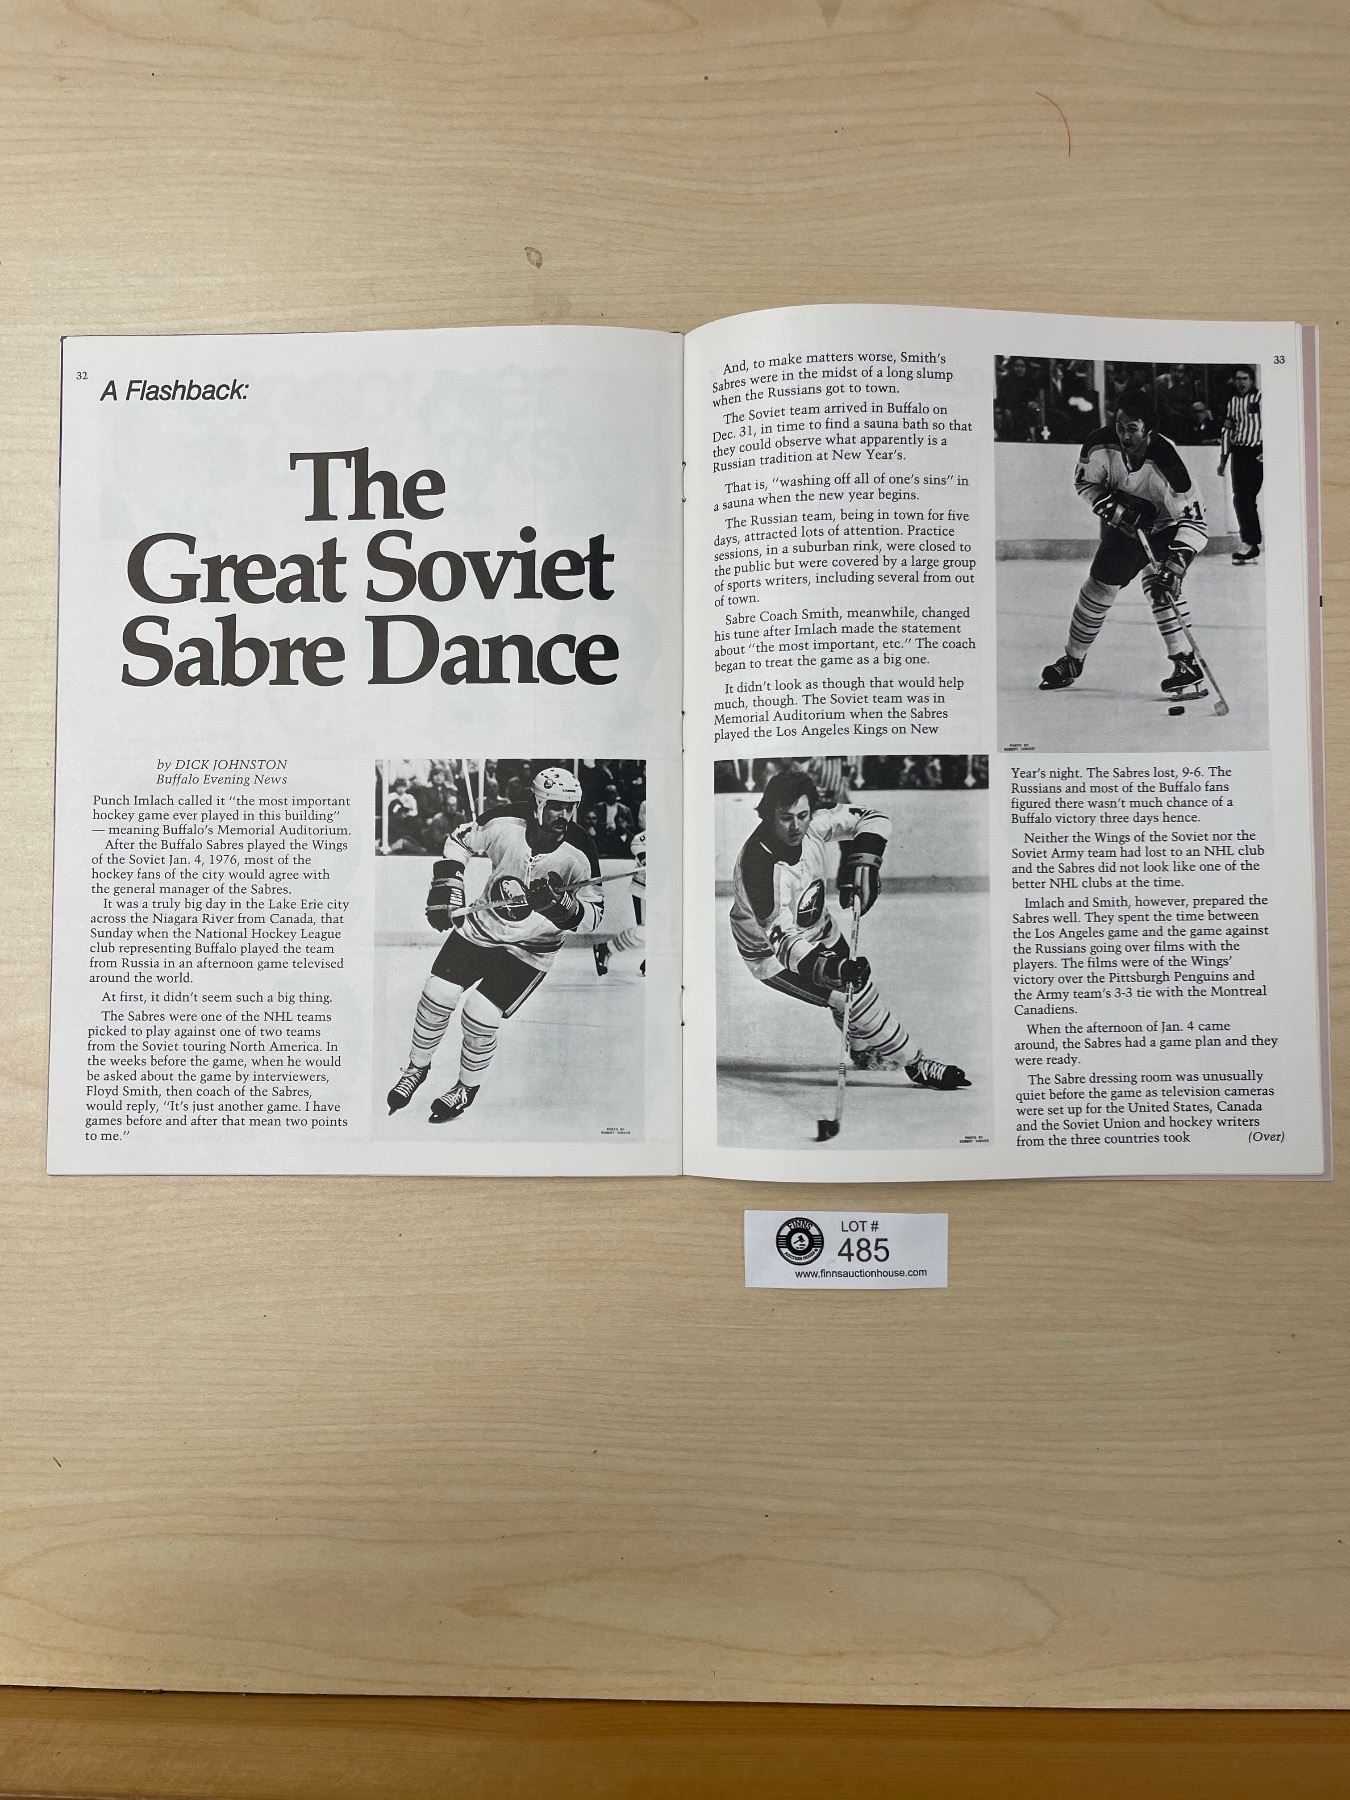 32
A Flashback:
The
Great Soviet
Sabre Dance
by DICK JOHNSTON
Buffalo Evening News
Punch Imlach called it "the most important
hockey game ever played in this building"
— meaning Buffalo's Memorial Auditorium.
After the Buffalo Sabres played the Wings
of the Soviet Jan. 4, 1976, most of the
hockey fans of the city would agree with
the general manager of the Sabres.
It was a truly big day in the Lake Erie city
across the Niagara River from Canada, that
Sunday when the National Hockey League
club representing Buffalo played the team
from Russia in an afternoon game televised
around the world.
At first, it didn't seem such a big thing.
The Sabres were one of the NHL teams
picked to play against one of two teams
from the Soviet touring North America. In
the weeks before the game, when he would
be asked about the game by interviewers,
Floyd Smith, then coach of the Sabres,
would reply, "It's just another game. I have
games before and after that mean two points
to me."
PHOTO BY
ROBERT SHAVER
33
And, to make matters worse, Smith's
Sabres were in the midst of a long slump
when the Russians got to town.
The Soviet team arrived in Buffalo on
Dec. 31, in time to find a sauna bath so that
they could observe what apparently is a
Russian tradition at New Year's.
That is, "washing off all of one's sins" in
a sauna when the new year begins.
The Russian team, being in town for five
days, attracted lots of attention. Practice
sessions, in a suburban rink, were closed to
the public but were covered by a large group
of sports writers, including several from out
of town.
Sabre Coach Smith, meanwhile, changed
his tune after Imlach made the statement
about "the most important, etc." The coach
began to treat the game as a big one.
It didn't look as though that would help
much, though. The Soviet team was in
Memorial Auditorium when the Sabres
played the Los Angeles Kings on New
PHOTO BY
ROBERT SHAVER
PHOTO BY
ROBERT SHAVER
Year's night. The Sabres lost, 9-6. The
Russians and most of the Buffalo fans
figured there wasn't much chance of a
Buffalo victory three days hence.
Neither the Wings of the Soviet nor the
Soviet Army team had lost to an NHL club
and the Sabres did not look like one of the
better NHL clubs at the time.
Imlach and Smith, however, prepared the
Sabres well. They spent the time between
the Los Angeles game and the game against
the Russians going over films with the
players. The films were of the Wings'
victory over the Pittsburgh Penguins and
the Army team's 3-3 tie with the Montreal
Canadiens.
When the afternoon of Jan. 4 came
around, the Sabres had a game plan and they
were ready.
The Sabre dressing room was unusually
quiet before the game as television cameras
were set up for the United States, Canada
and the Soviet Union and hockey writers
from the three countries took (Over)
FINNS
AUCTION HOUSE
LOT #
485
www.finnsauctionhouse.com